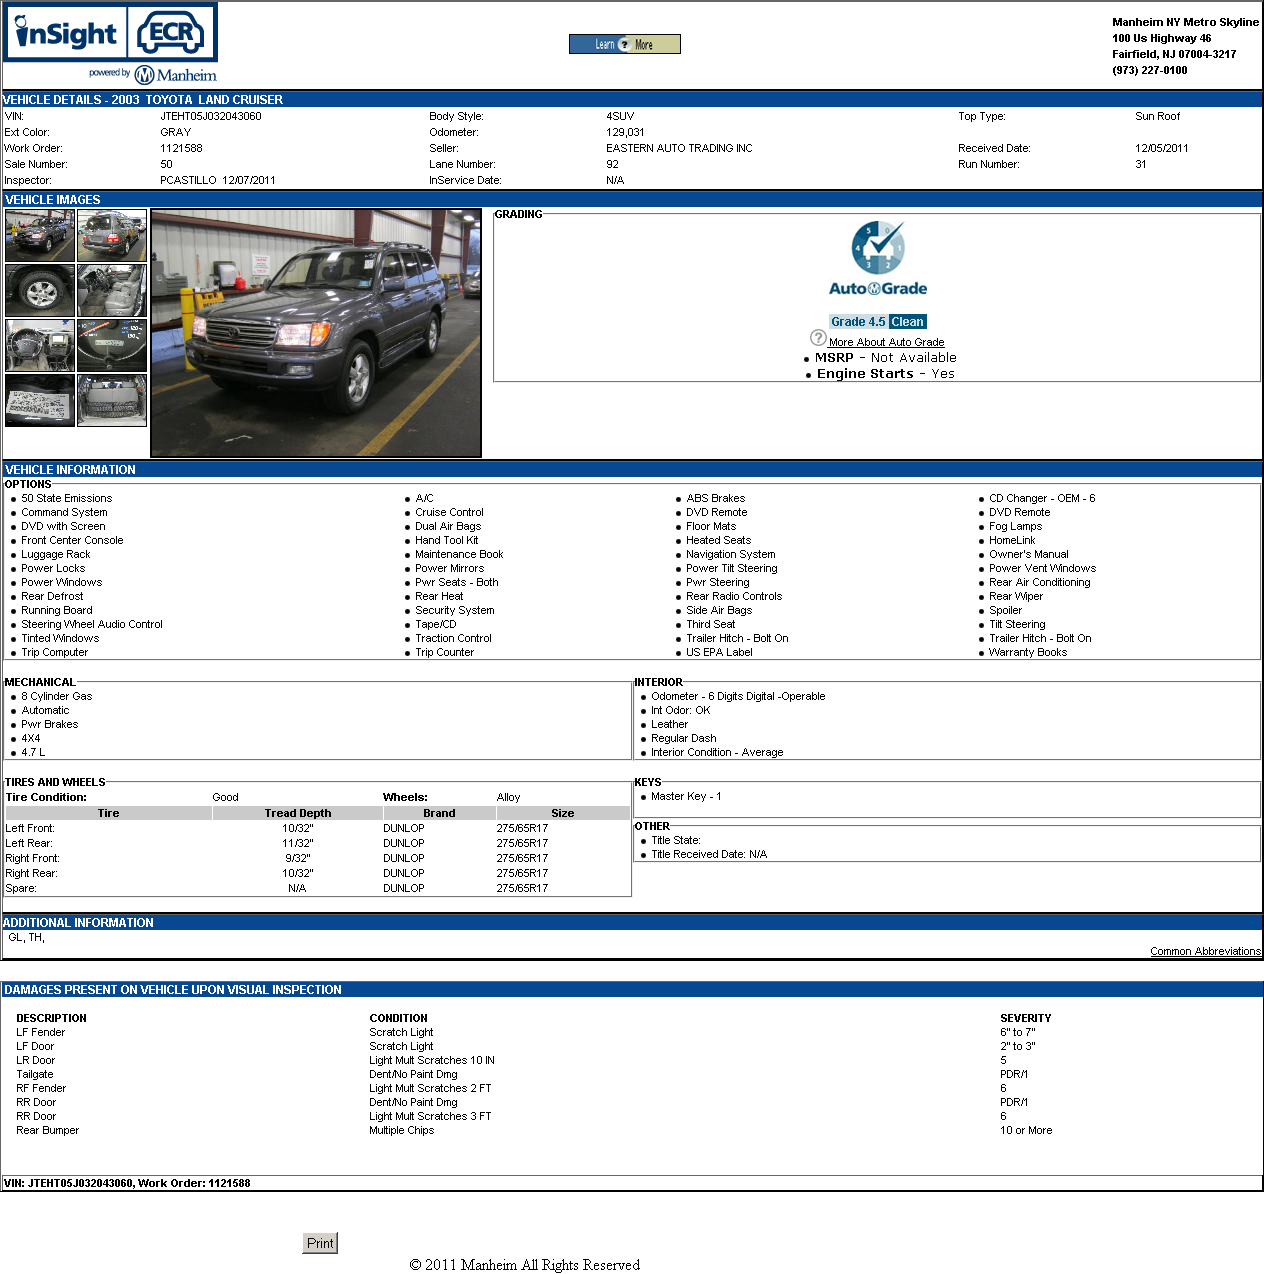 inSight ECR
powered by Manheim
Learn ? More
Manheim NY Metro Skyline
100 Us Highway 46
Fairfield, NJ 07004-3217
(973) 227-0100
VEHICLE DETAILS - 2003 TOYOTA LAND CRUISER
VIN: JTEHT05J032043060 Body Style: 4SUV Top Type: Sun Roof
Ext Color: GRAY Odometer: 129,031
Work Order: 1121588 Seller: EASTERN AUTO TRADING INC Received Date: 12/05/2011
Sale Number: 50 Lane Number: 92 Run Number: 31
Inspector: PCASTILLO 12/07/2011 InService Date: N/A
VEHICLE IMAGES
GRADING
5 0 4 1 3 2
AutoGrade
Grade 4.5 Clean
? More About Auto Grade
• MSRP - Not Available
• Engine Starts - Yes
VEHICLE INFORMATION
OPTIONS
• 50 State Emissions • A/C • ABS Brakes • CD Changer - OEM - 6
• Command System • Cruise Control • DVD Remote • DVD Remote
• DVD with Screen • Dual Air Bags • Floor Mats • Fog Lamps
• Front Center Console • Hand Tool Kit • Heated Seats • HomeLink
• Luggage Rack • Maintenance Book • Navigation System • Owner's Manual
• Power Locks • Power Mirrors • Power Tilt Steering • Power Vent Windows
• Power Windows • Pwr Seats - Both • Pwr Steering • Rear Air Conditioning
• Rear Defrost • Rear Heat • Rear Radio Controls • Rear Wiper
• Running Board • Security System • Side Air Bags • Spoiler
• Steering Wheel Audio Control • Tape/CD • Third Seat • Tilt Steering
• Tinted Windows • Traction Control • Trailer Hitch - Bolt On • Trailer Hitch - Bolt On
• Trip Computer • Trip Counter • US EPA Label • Warranty Books
MECHANICAL
• 8 Cylinder Gas
• Automatic
• Pwr Brakes
• 4X4
• 4.7 L
INTERIOR
• Odometer - 6 Digits Digital -Operable
• Int Odor: OK
• Leather
• Regular Dash
• Interior Condition - Average
TIRES AND WHEELS
Tire Condition: Good Wheels: Alloy
Tire Tread Depth Brand Size
Left Front: 10/32" DUNLOP 275/65R17
Left Rear: 11/32" DUNLOP 275/65R17
Right Front: 9/32" DUNLOP 275/65R17
Right Rear: 10/32" DUNLOP 275/65R17
Spare: N/A DUNLOP 275/65R17
KEYS
• Master Key - 1
OTHER
• Title State:
• Title Received Date: N/A
ADDITIONAL INFORMATION
GL, TH,
Common Abbreviations
DAMAGES PRESENT ON VEHICLE UPON VISUAL INSPECTION
DESCRIPTION CONDITION SEVERITY
LF Fender Scratch Light 6" to 7"
LF Door Scratch Light 2" to 3"
LR Door Light Mult Scratches 10 IN 5
Tailgate Dent/No Paint Dmg PDR/1
RF Fender Light Mult Scratches 2 FT 6
RR Door Dent/No Paint Dmg PDR/1
RR Door Light Mult Scratches 3 FT 6
Rear Bumper Multiple Chips 10 or More
VIN: JTEHT05J032043060, Work Order: 1121588
Print
© 2011 Manheim All Rights Reserved